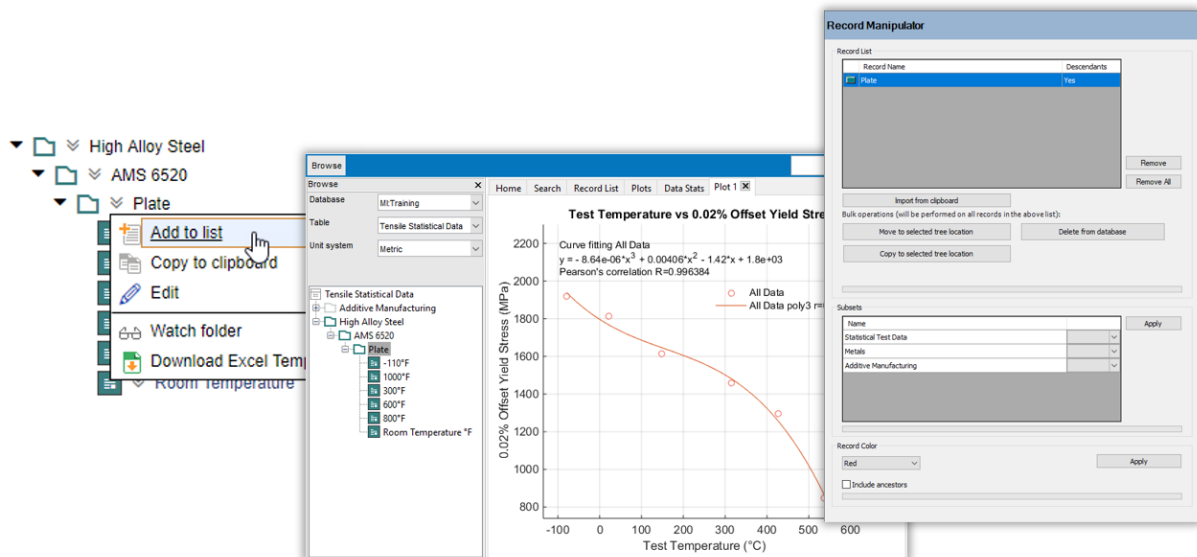 High Alloy Steel
AMS 6520
Plate
Add to list
Copy to clipboard
Edit
Watch folder
Download Excel Temp
Room Temperature
Browse
Browse
Database
MI:Training
Table
Tensile Statistical Data
Unit system
Metric
Tensile Statistical Data
Additive Manufacturing
High Alloy Steel
AMS 6520
Plate
-110°F
1000°F
300°F
600°F
800°F
Room Temperature °F
Home Search Record List Plots Data Stats Plot 1
Test Temperature vs 0.02% Offset Yield Stre
Curve fitting All Data
y = - 8.64e-06*x^3 + 0.00406*x^2 - 1.42*x + 1.8e+03
Pearson's correlation R=0.996384
All Data
All Data poly3 r=
0.02% Offset Yield Stress (MPa)
2200
2000
1800
1600
1400
1200
1000
800
-100 0 100 200 300 400 500 600
Test Temperature (°C)
Record Manipulator
Record List
Record Name Descendants
Plate Yes
Remove
Remove All
Import from clipboard
Bulk operations (will be performed on all records in the above list):
Move to selected tree location Delete from database
Copy to selected tree location
Subsets
Name Apply
Statistical Test Data
Metals
Additive Manufacturing
Record Color
Red Apply
Include ancestors